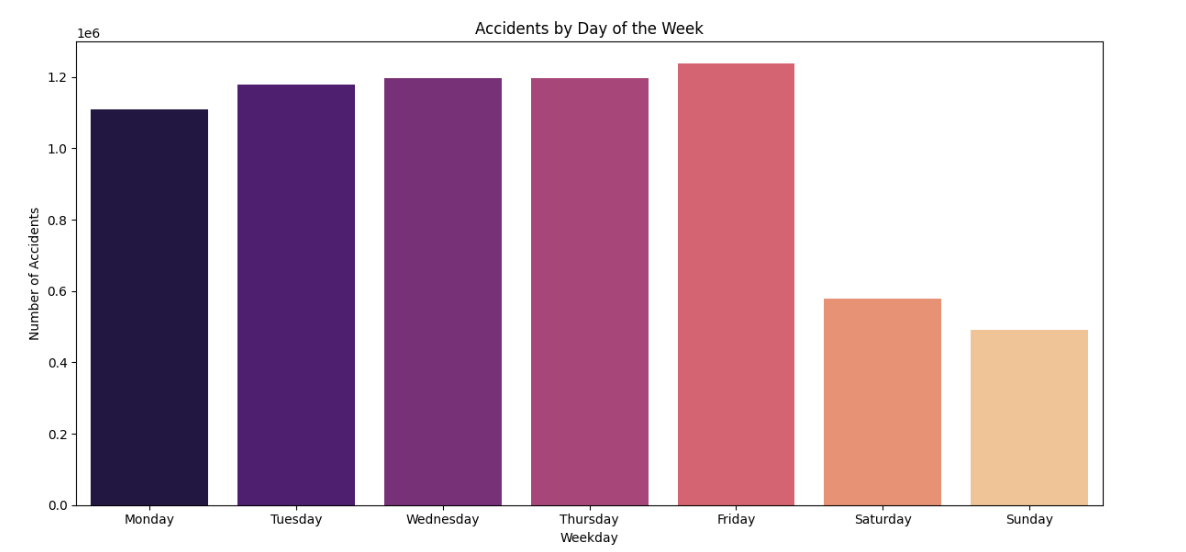 Accidents by Day of the Week
1e6
1.2
1.0
0.8
0.6
0.4
0.2
0.0
Number of Accidents
Monday Tuesday Wednesday Thursday Friday Saturday Sunday
Weekday